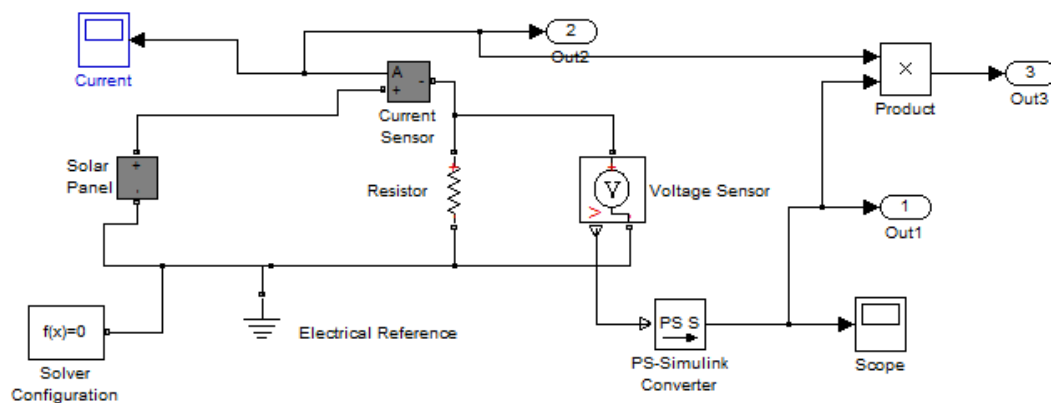 2
Out2
Current
A
+
-
Current
Sensor
×
Product
3
Out3
Solar
Panel
+
-
Resistor
+
-
+
V
V
-
Voltage Sensor
1
Out1
f(x)=0
Solver
Configuration
Electrical Reference
PS S
PS-Simulink
Converter
Scope